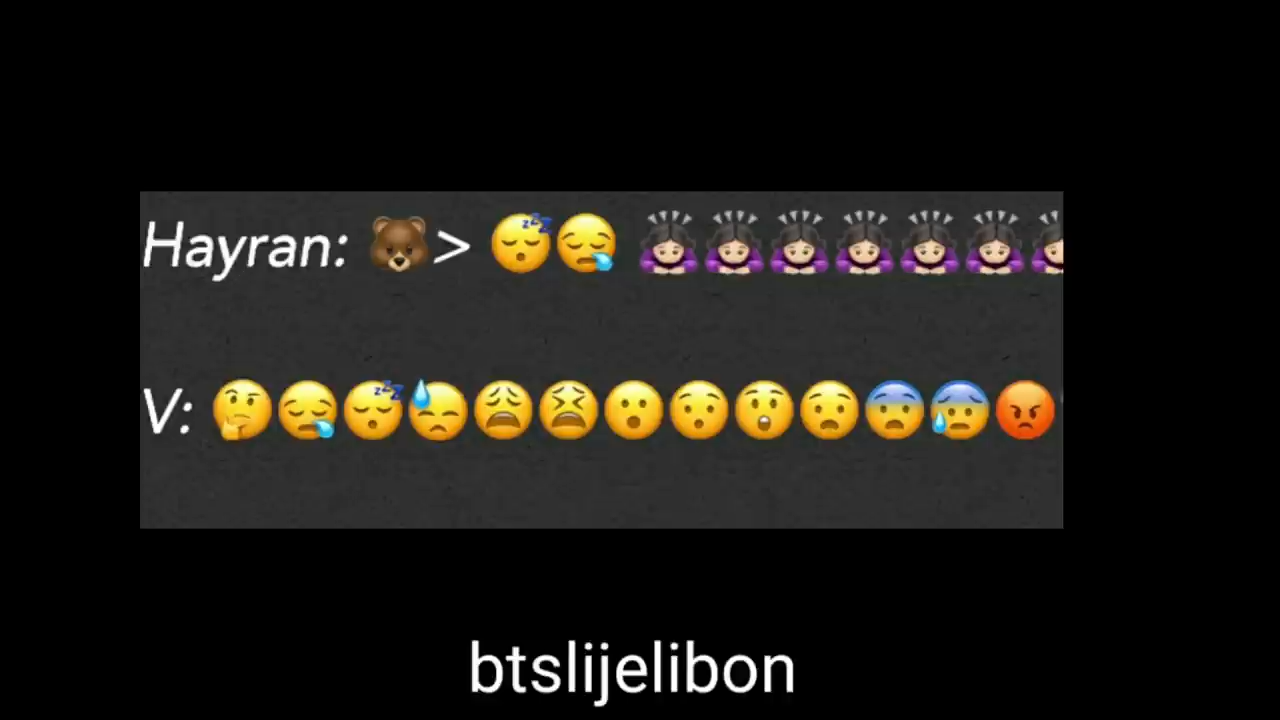 Hayran: 🐻> 😴😪 🙇🏻‍♀️🙇🏻‍♀️🙇🏻‍♀️🙇🏻‍♀️🙇🏻‍♀️🙇🏻‍♀️🙇🏻‍♀️
V: 🤔😪😴😓😩😫😮😯😲😧😨😰😡
btslijelibon